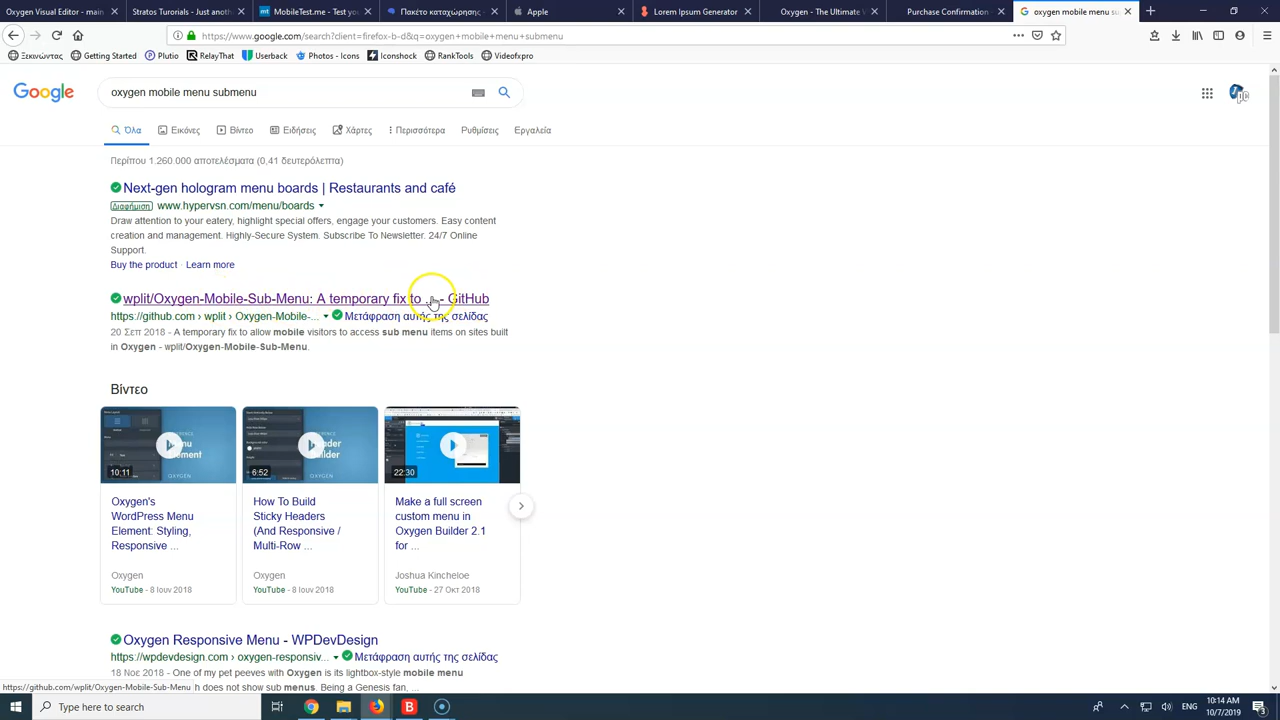 Oxygen Visual Editor - main
Stratos Tutorials - Just anoth
MobileTest.me - Test you
Πακέτο καταχώρησης -
Apple
Lorem Ipsum Generator
Oxygen - The Ultimate V
Purchase Confirmation
oxygen mobile menu su
https://www.google.com/search?client=firefox-b-d&q=oxygen+mobile+menu+submenu
Ξεκινώντας
Getting Started
Plutio
RelayThat
Userback
Photos - Icons
Iconshock
RankTools
Videofxpro
Google
oxygen mobile menu submenu
Όλα
Εικόνες
Βίντεο
Ειδήσεις
Χάρτες
Περισσότερα
Ρυθμίσεις
Εργαλεία
Περίπου 1.260.000 αποτελέσματα (0,41 δευτερόλεπτα)
Next-gen hologram menu boards | Restaurants and café
Διαφήμιση www.hypervsn.com/menu/boards
Draw attention to your eatery, highlight special offers, engage your customers. Easy content
creation and management. Highly-Secure System. Subscribe To Newsletter. 24/7 Online
Support.
Buy the product · Learn more
wplit/Oxygen-Mobile-Sub-Menu: A temporary fix to ... - GitHub
https://github.com › wplit › Oxygen-Mobile-... Μετάφραση αυτής της σελίδας
20 Σεπ 2018 - A temporary fix to allow mobile visitors to access sub menu items on sites built
in Oxygen - wplit/Oxygen-Mobile-Sub-Menu.
Βίντεο
10:11
6:52
22:30
Oxygen's
WordPress Menu
Element: Styling,
Responsive ...
Oxygen
YouTube - 8 Ιουν 2018
How To Build
Sticky Headers
(And Responsive /
Multi-Row ...
Oxygen
YouTube - 8 Ιουν 2018
Make a full screen
custom menu in
Oxygen Builder 2.1
for ...
Joshua Kincheloe
YouTube - 27 Οκτ 2018
Oxygen Responsive Menu - WPDevDesign
https://wpdevdesign.com › oxygen-responsiv... Μετάφραση αυτής της σελίδας
18 Νοε 2018 - One of my pet peeves with Oxygen is its lightbox-style mobile menu
h does not show sub menus. Being a Genesis fan, ...
https://github.com/wplit/Oxygen-Mobile-Sub-Menu
Type here to search
ENG
10:14 AM
10/7/2019